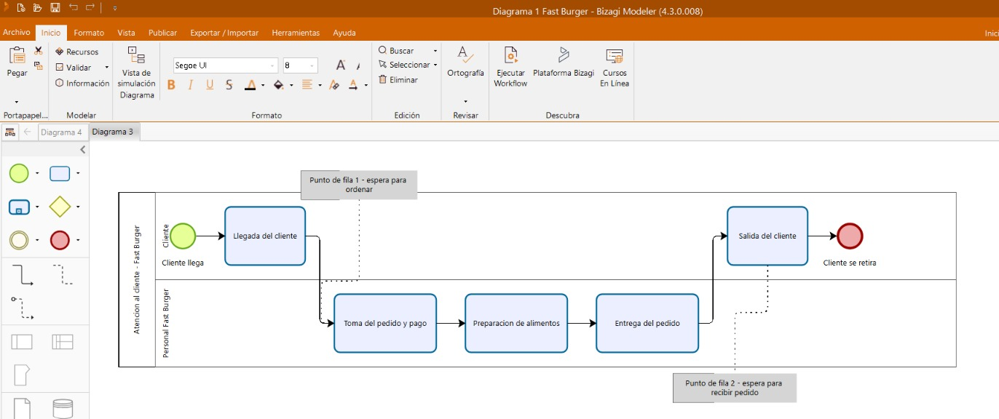 Diagrama 1 Fast Burger - Bizagi Modeler (4.3.0.008)
Archivo Inicio Formato Vista Publicar Exportar / Importar Herramientas Ayuda Inici
Pegar
Portapapel...
Recursos
Validar
Información
Modelar
Vista de
simulación
Diagrama
Segoe UI 8
A
B I U S A A
Formato
Buscar
Seleccionar
Eliminar
Edición
Ortografía
Revisar
Ejecutar
Workflow
Plataforma Bizagi
Cursos
En Línea
Descubra
Diagrama 4 Diagrama 3
Punto de fila 1 - espera para
ordenar
Atencion al cliente - Fast Burger
Cliente
Cliente llega
Llegada del cliente
Salida del cliente
Cliente se retira
Personal Fast Burger
Toma del pedido y pago
Preparacion de alimentos
Entrega del pedido
Punto de fila 2 - espera para
recibir pedido